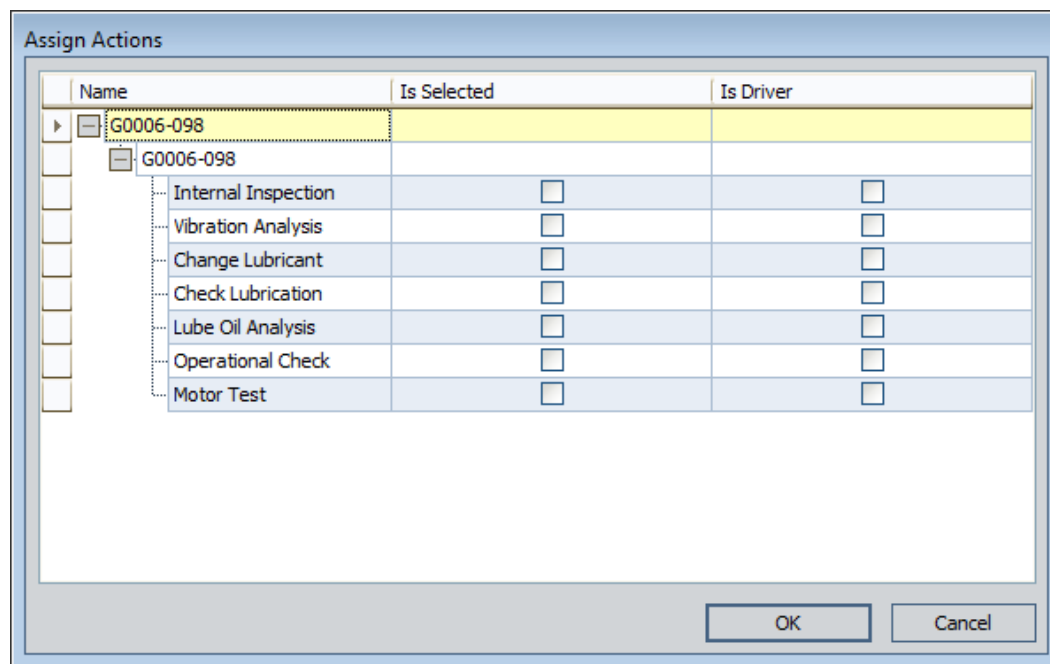 Assign Actions
Name Is Selected Is Driver
G0006-098
G0006-098
Internal Inspection
Vibration Analysis
Change Lubricant
Check Lubrication
Lube Oil Analysis
Operational Check
Motor Test
OK Cancel